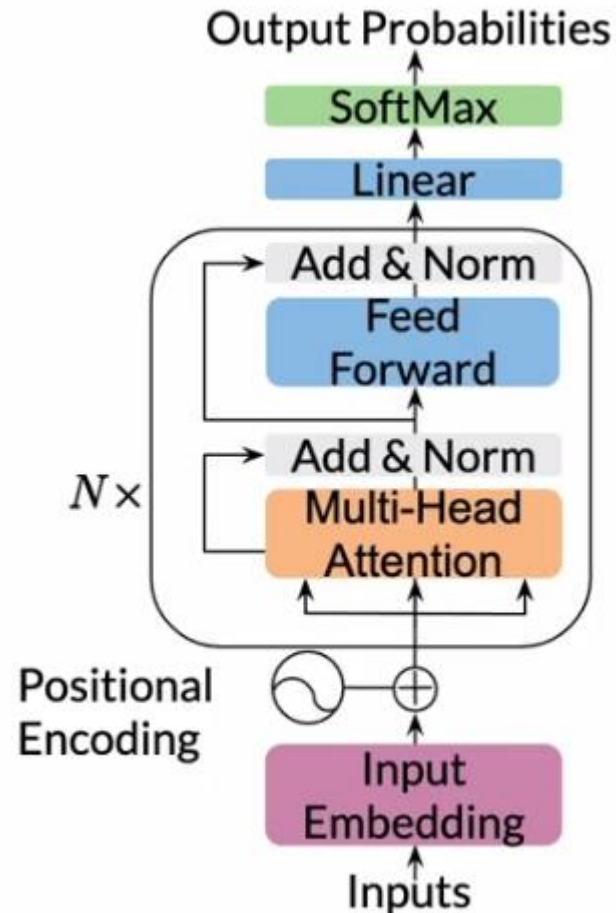 Output Probabilities
SoftMax
Linear
Add & Norm
Feed
Forward
Add & Norm
N×
Multi-Head
Attention
Positional
Encoding
Input
Embedding
Inputs